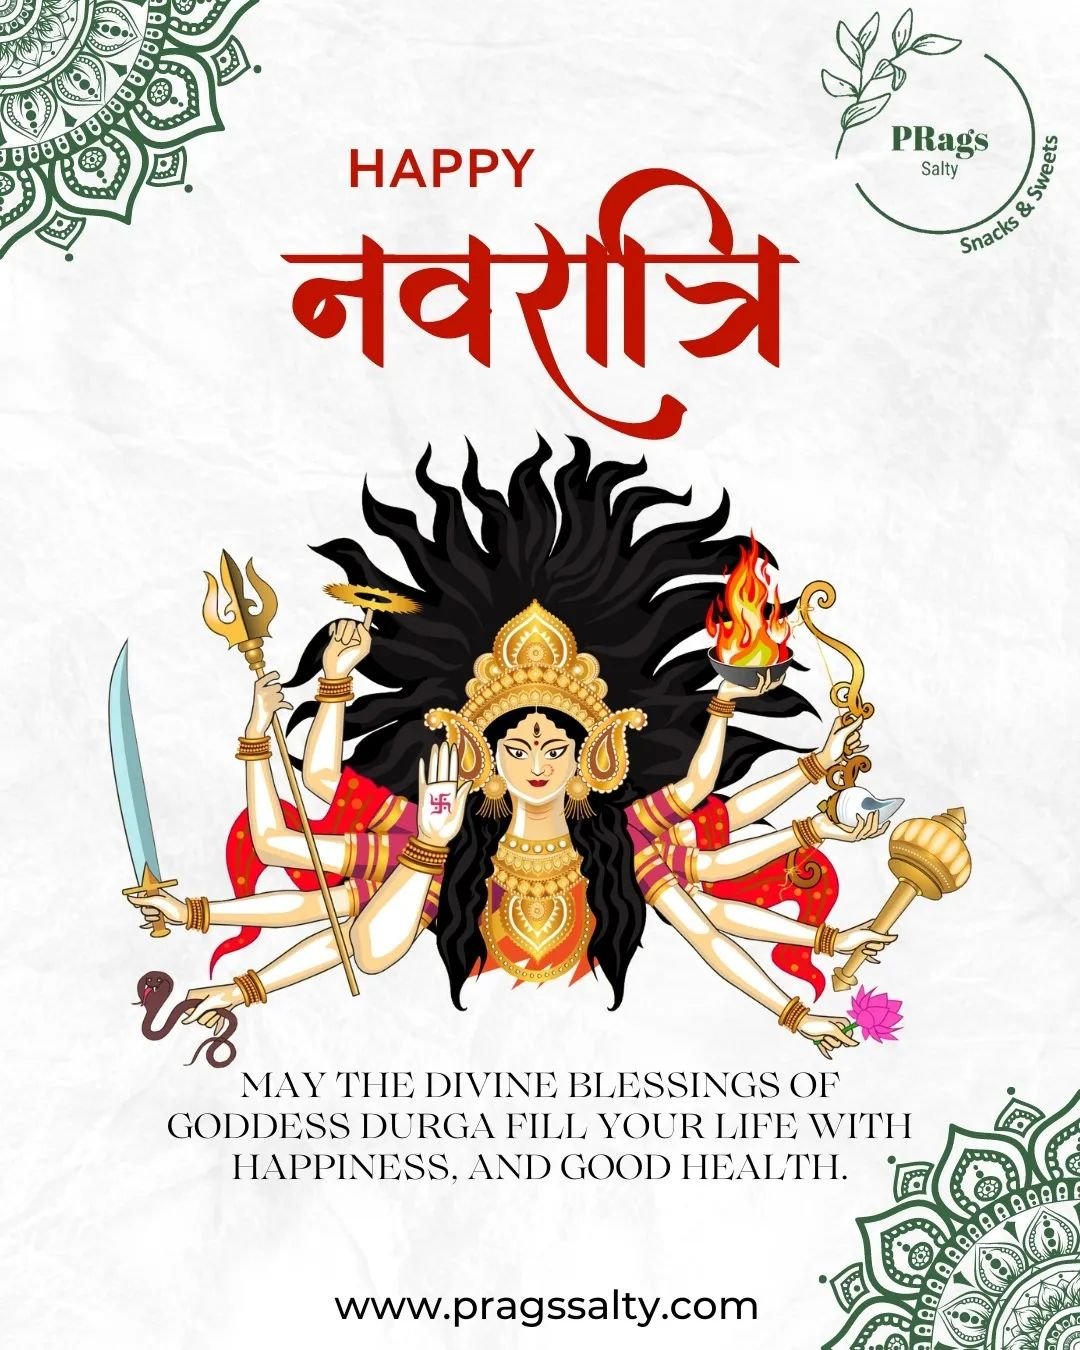 PRags
Salty
Snacks & Sweets
HAPPY
नवरात्रि
MAY THE DIVINE BLESSINGS OF
GODDESS DURGA FILL YOUR LIFE WITH
HAPPINESS, AND GOOD HEALTH.
www.pragssalty.com